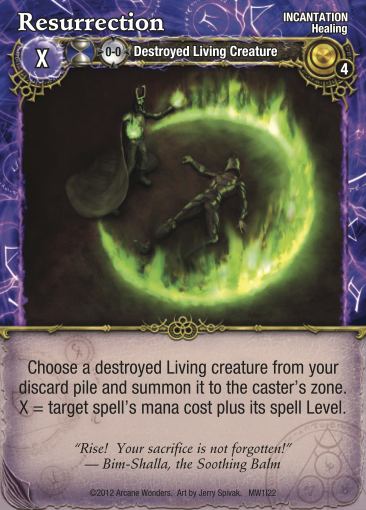 Resurrection
INCANTATION
Healing
X
0-0
Destroyed Living Creature
4
Choose a destroyed Living creature from your
discard pile and summon it to the caster's zone.
X = target spell's mana cost plus its spell Level.
“Rise!  Your sacrifice is not forgotten!”
— Bim-Shalla, the Soothing Balm
©2012 Arcane Wonders.  Art by Jerry Spivak.   MW1I22